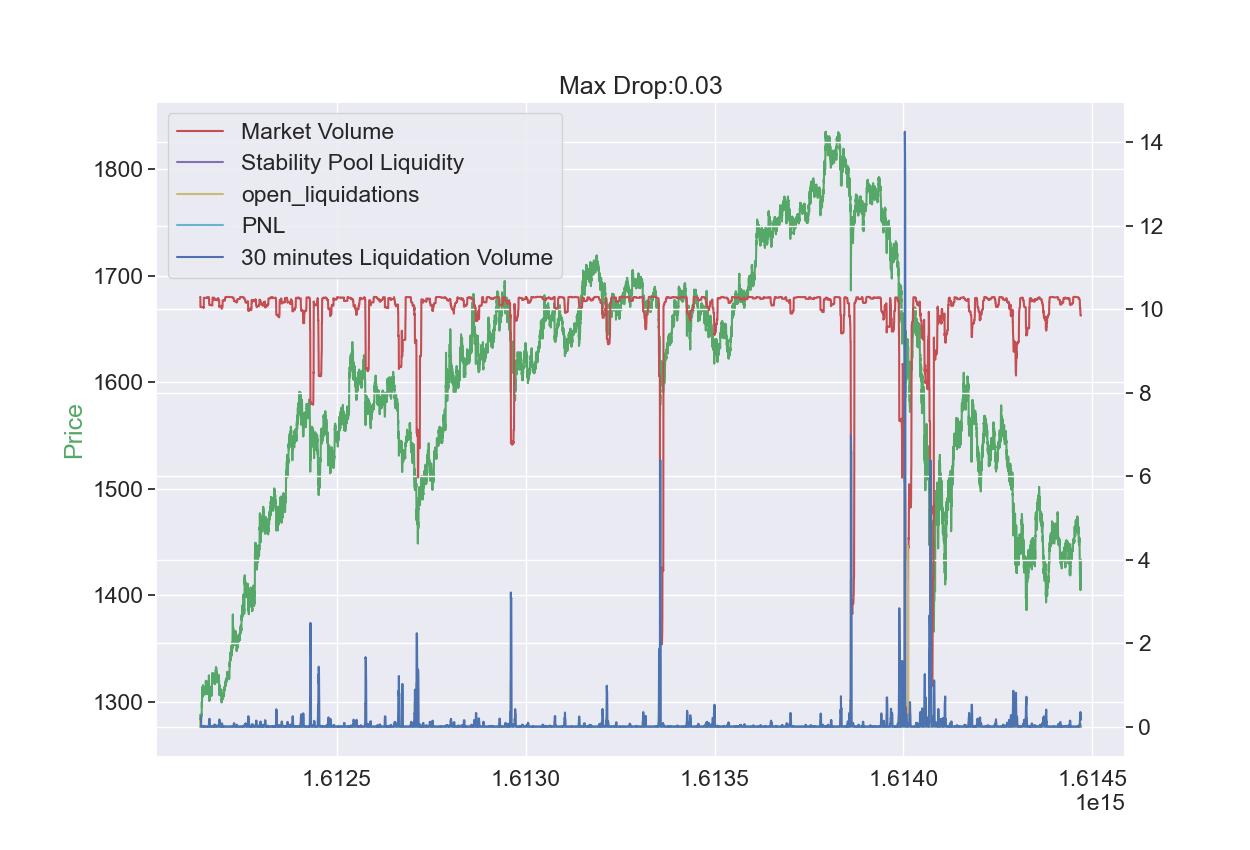 Max Drop:0.03
Market Volume
Stability Pool Liquidity
open_liquidations
PNL
30 minutes Liquidation Volume
Price
1800
1700
1600
1500
1400
1300
14
12
10
8
6
4
2
0
1.6125 1.6130 1.6135 1.6140 1.6145
1e15